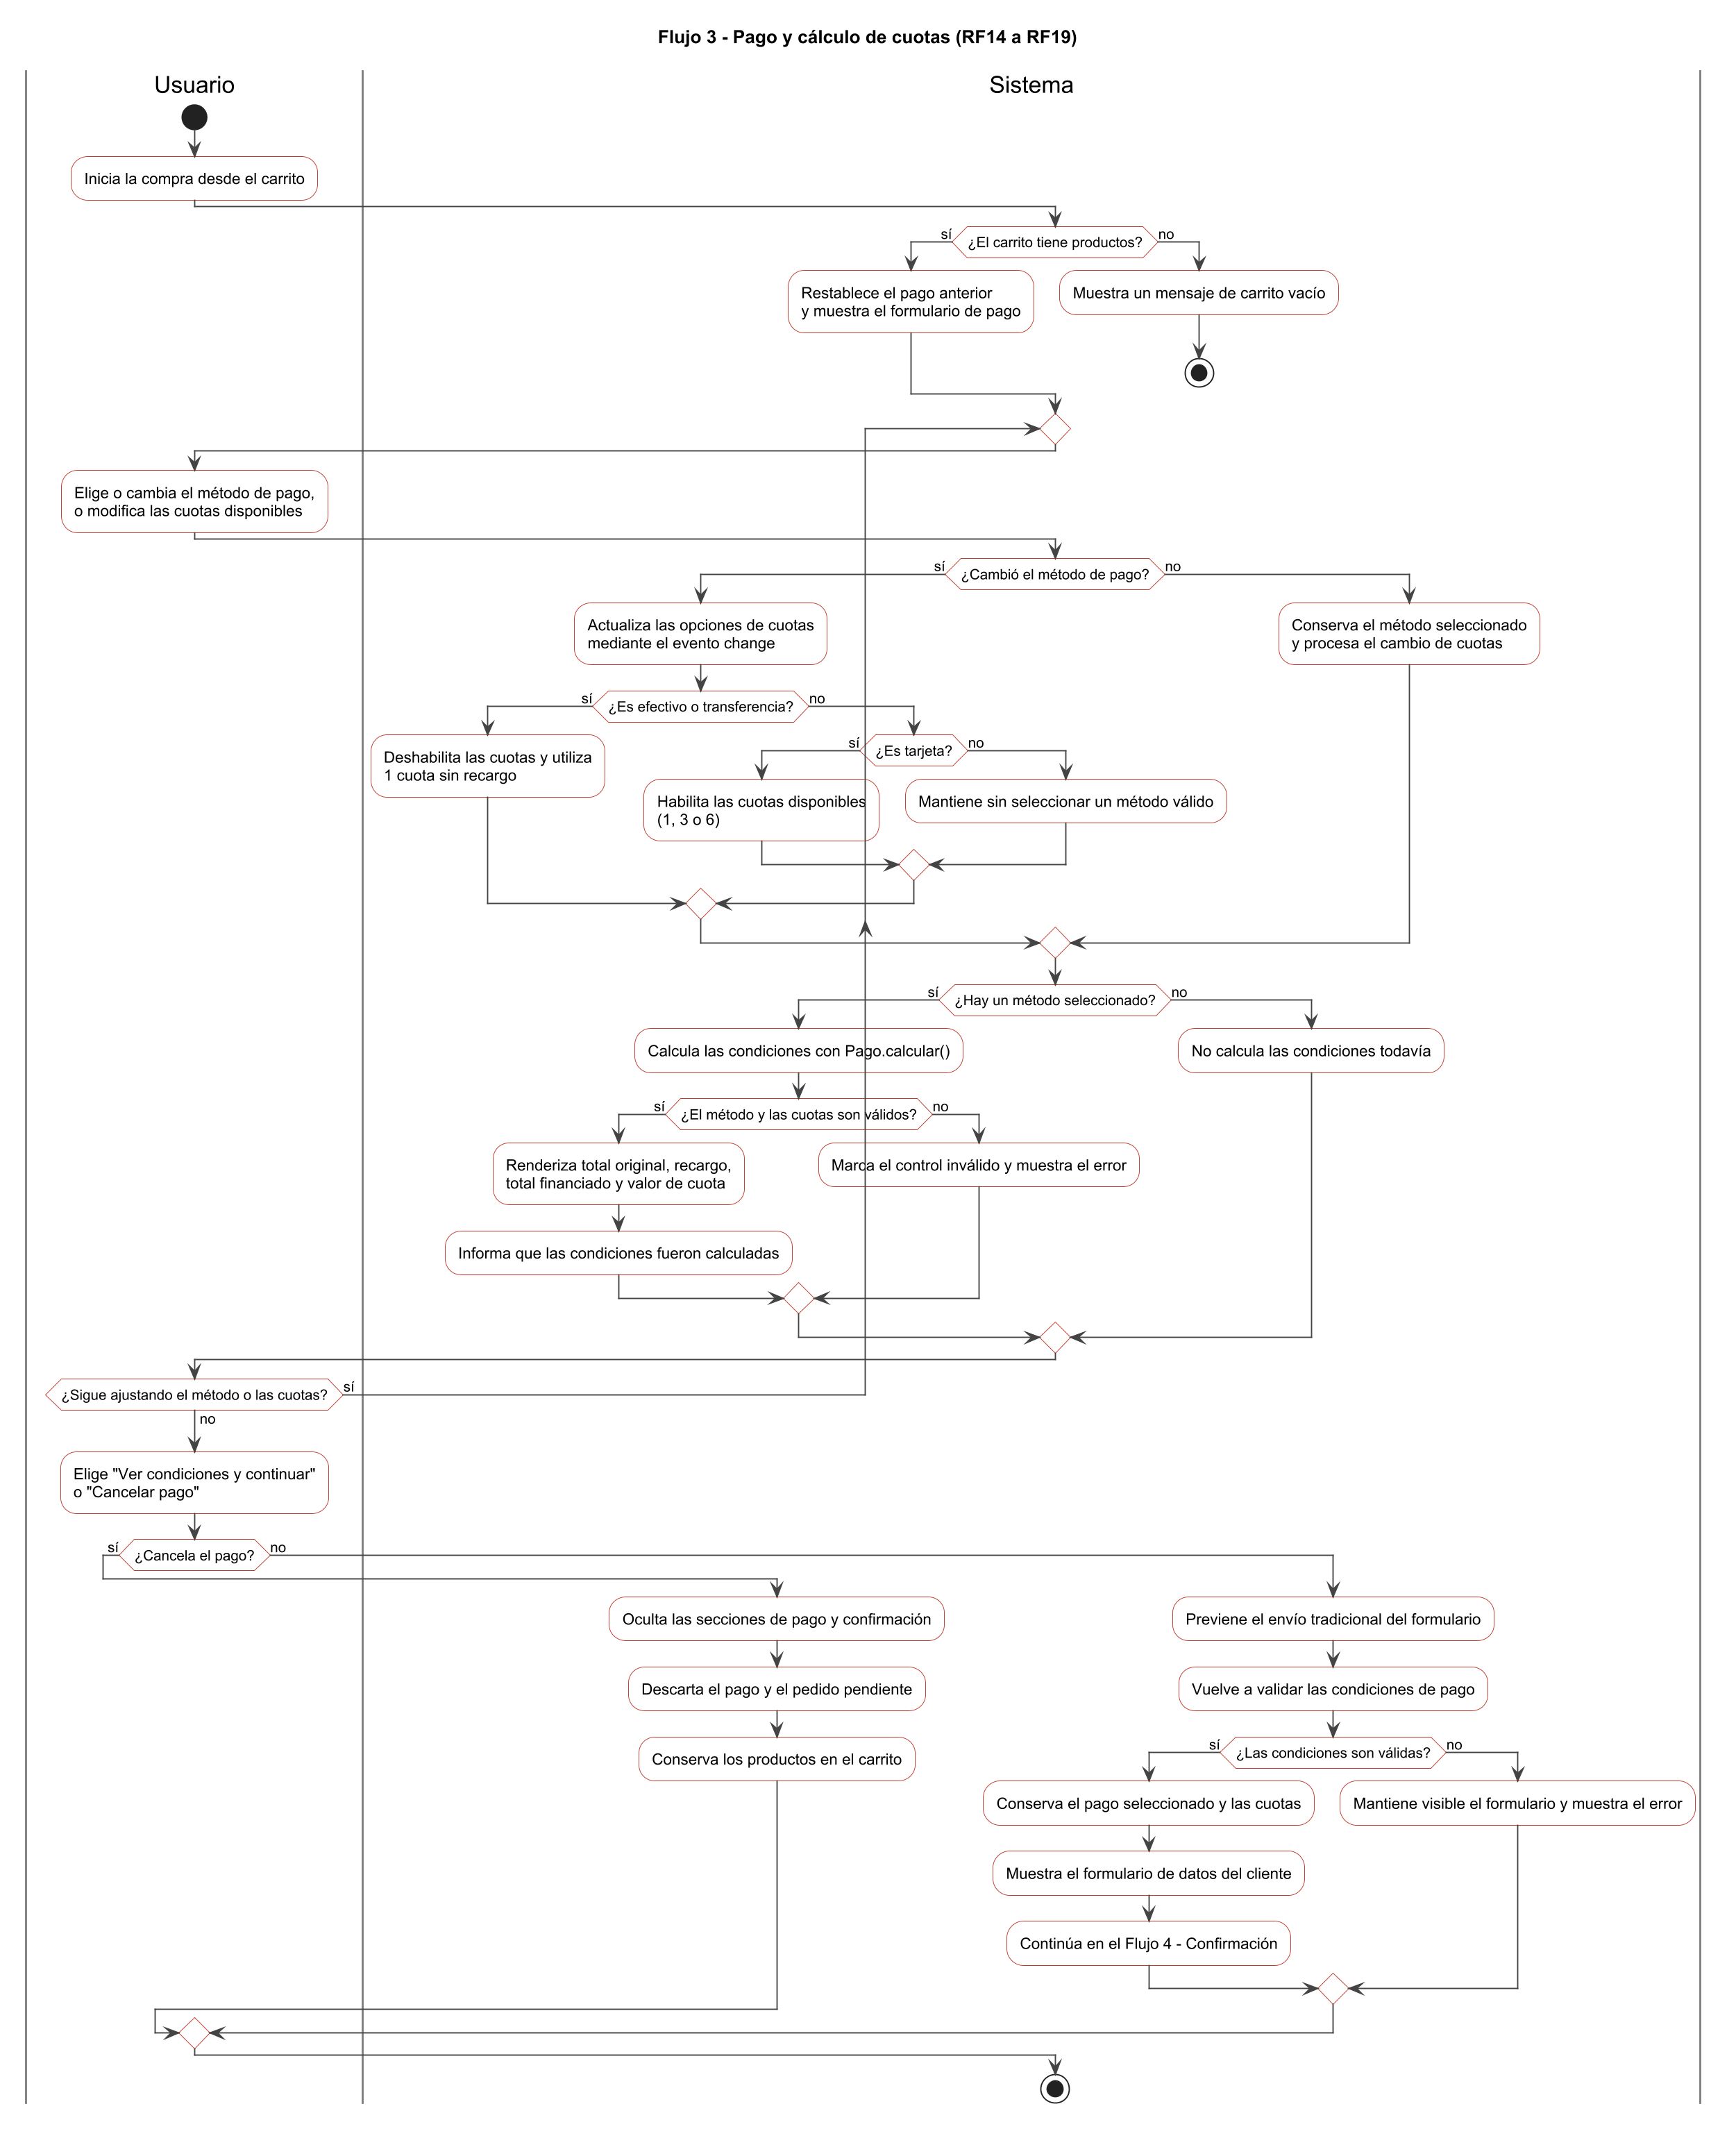 Flujo 3 - Pago y cálculo de cuotas (RF14 a RF19)
Usuario
Sistema
Inicia la compra desde el carrito
sí
¿El carrito tiene productos?
no
Restablece el pago anterior
y muestra el formulario de pago
Muestra un mensaje de carrito vacío
Elige o cambia el método de pago,
o modifica las cuotas disponibles
sí
¿Cambió el método de pago?
no
Actualiza las opciones de cuotas
mediante el evento change
Conserva el método seleccionado
y procesa el cambio de cuotas
sí
¿Es efectivo o transferencia?
no
Deshabilita las cuotas y utiliza
1 cuota sin recargo
sí
¿Es tarjeta?
no
Habilita las cuotas disponibles
(1, 3 o 6)
Mantiene sin seleccionar un método válido
sí
¿Hay un método seleccionado?
no
Calcula las condiciones con Pago.calcular()
No calcula las condiciones todavía
sí
¿El método y las cuotas son válidos?
no
Renderiza total original, recargo,
total financiado y valor de cuota
Marca el control inválido y muestra el error
Informa que las condiciones fueron calculadas
¿Sigue ajustando el método o las cuotas?
sí
no
Elige "Ver condiciones y continuar"
o "Cancelar pago"
sí
¿Cancela el pago?
no
Oculta las secciones de pago y confirmación
Previene el envío tradicional del formulario
Descarta el pago y el pedido pendiente
Vuelve a validar las condiciones de pago
Conserva los productos en el carrito
sí
¿Las condiciones son válidas?
no
Conserva el pago seleccionado y las cuotas
Mantiene visible el formulario y muestra el error
Muestra el formulario de datos del cliente
Continúa en el Flujo 4 - Confirmación